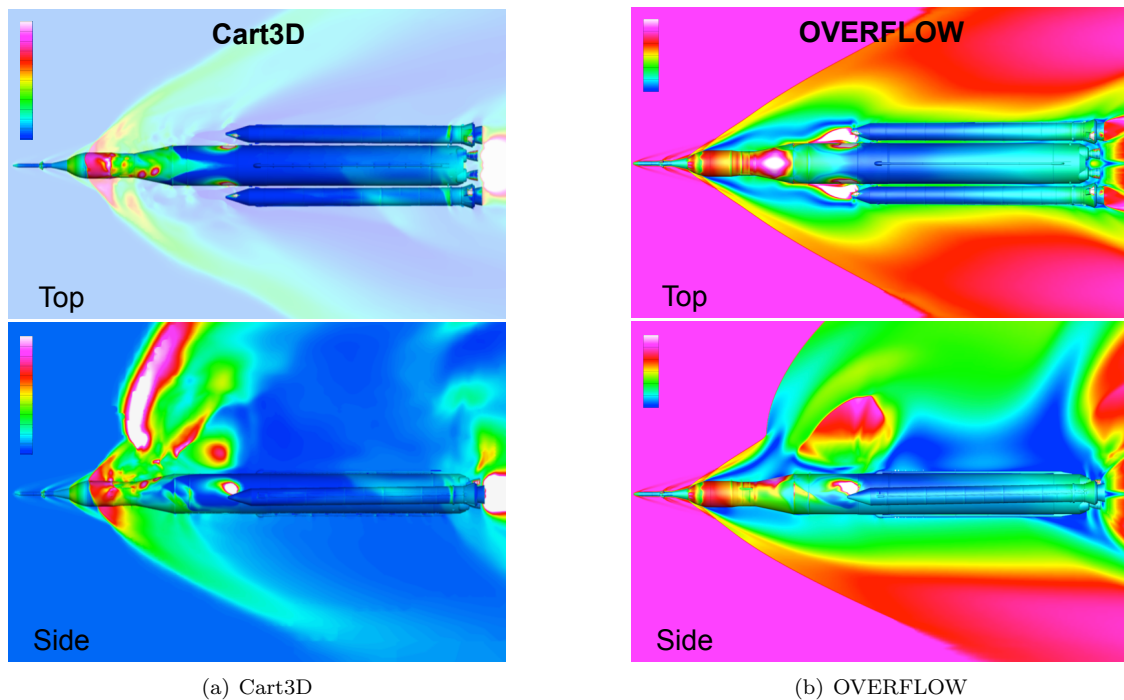 Cart3D
OVERFLOW
Top
Top
Side
Side
(a) Cart3D
(b) OVERFLOW